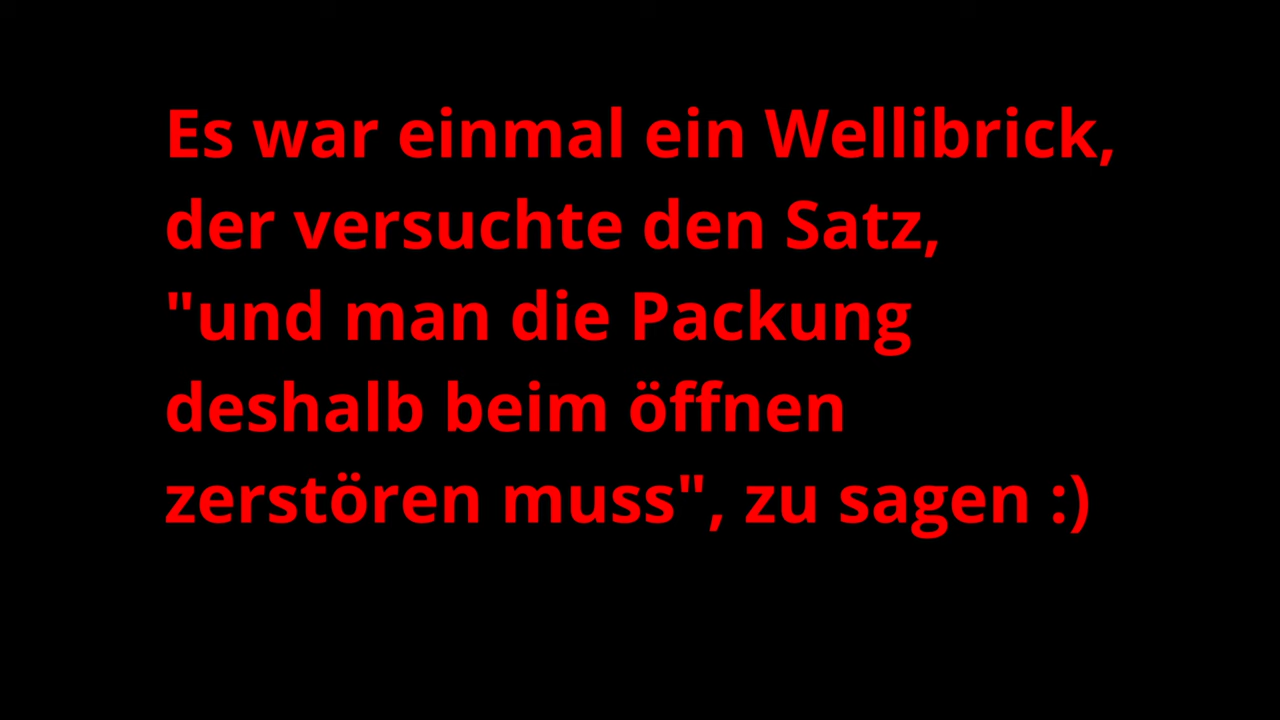 Es war einmal ein Wellibrick,
der versuchte den Satz,
"und man die Packung
deshalb beim öffnen
zerstören muss", zu sagen :)